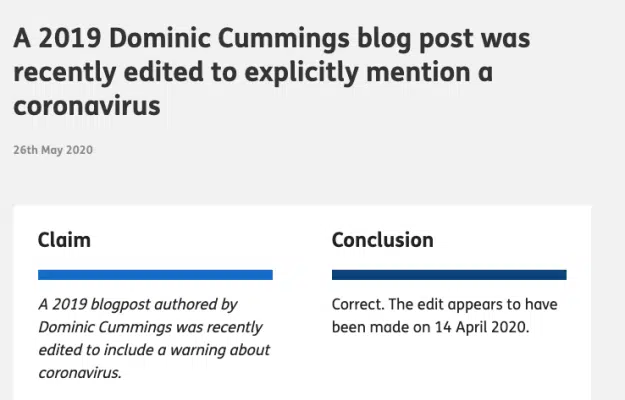 A 2019 Dominic Cummings blog post was
recently edited to explicitly mention a
coronavirus
26th May 2020
Claim
A 2019 blogpost authored by
Dominic Cummings was recently
edited to include a warning about
coronavirus.
Conclusion
Correct. The edit appears to have
been made on 14 April 2020.